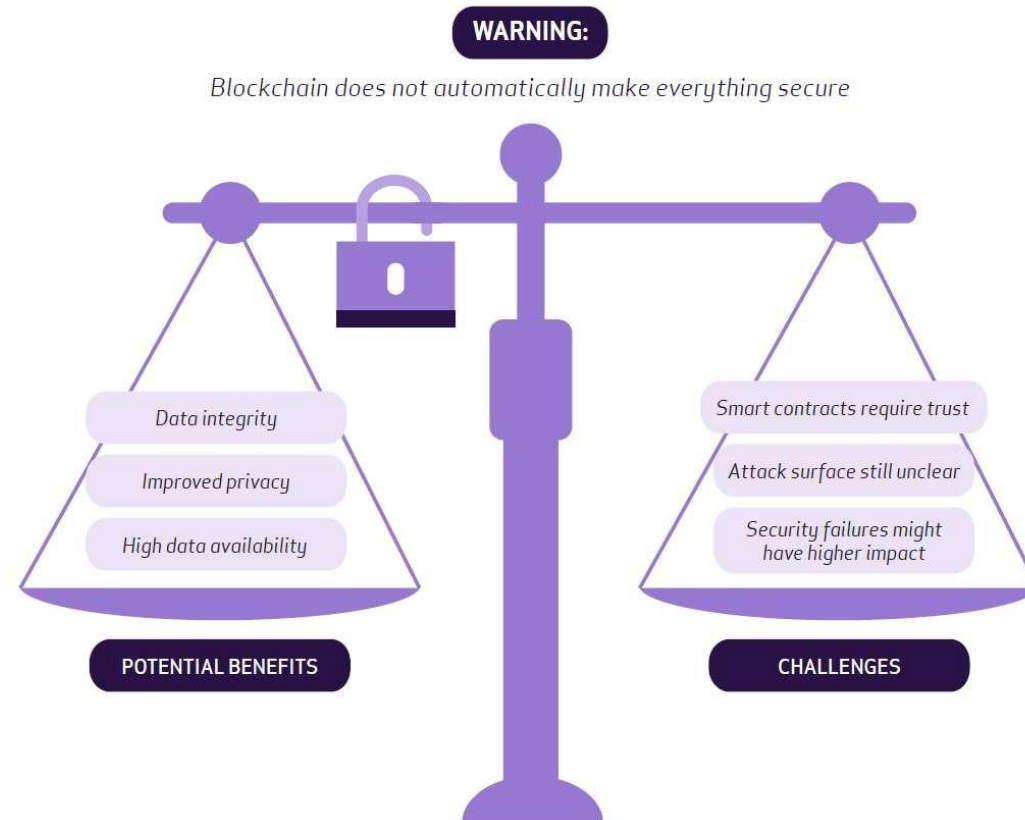 WARNING:
Blockchain does not automatically make everything secure
Data integrity
Improved privacy
High data availability
POTENTIAL BENEFITS
Smart contracts require trust
Attack surface still unclear
Security failures might
have higher impact
CHALLENGES